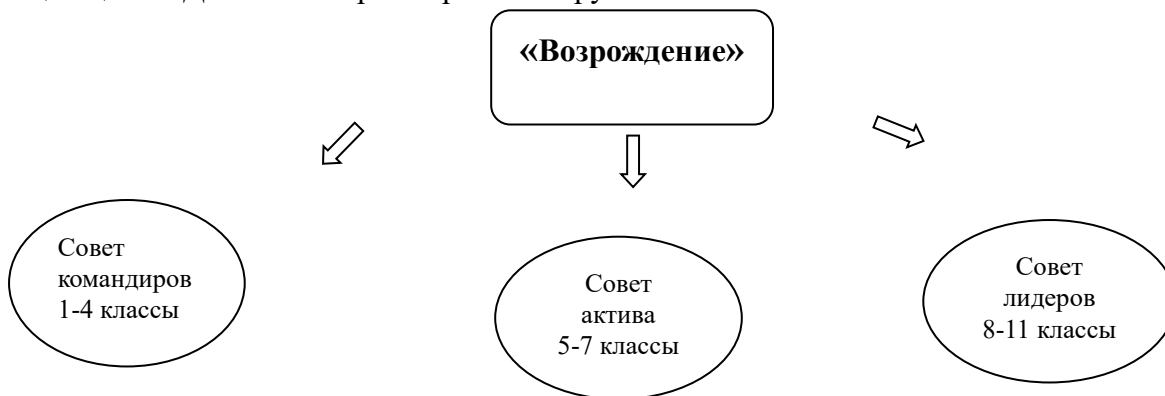 «Возрождение»
Совет
командиров
1-4 классы
Совет
актива
5-7 классы
Совет
лидеров
8-11 классы